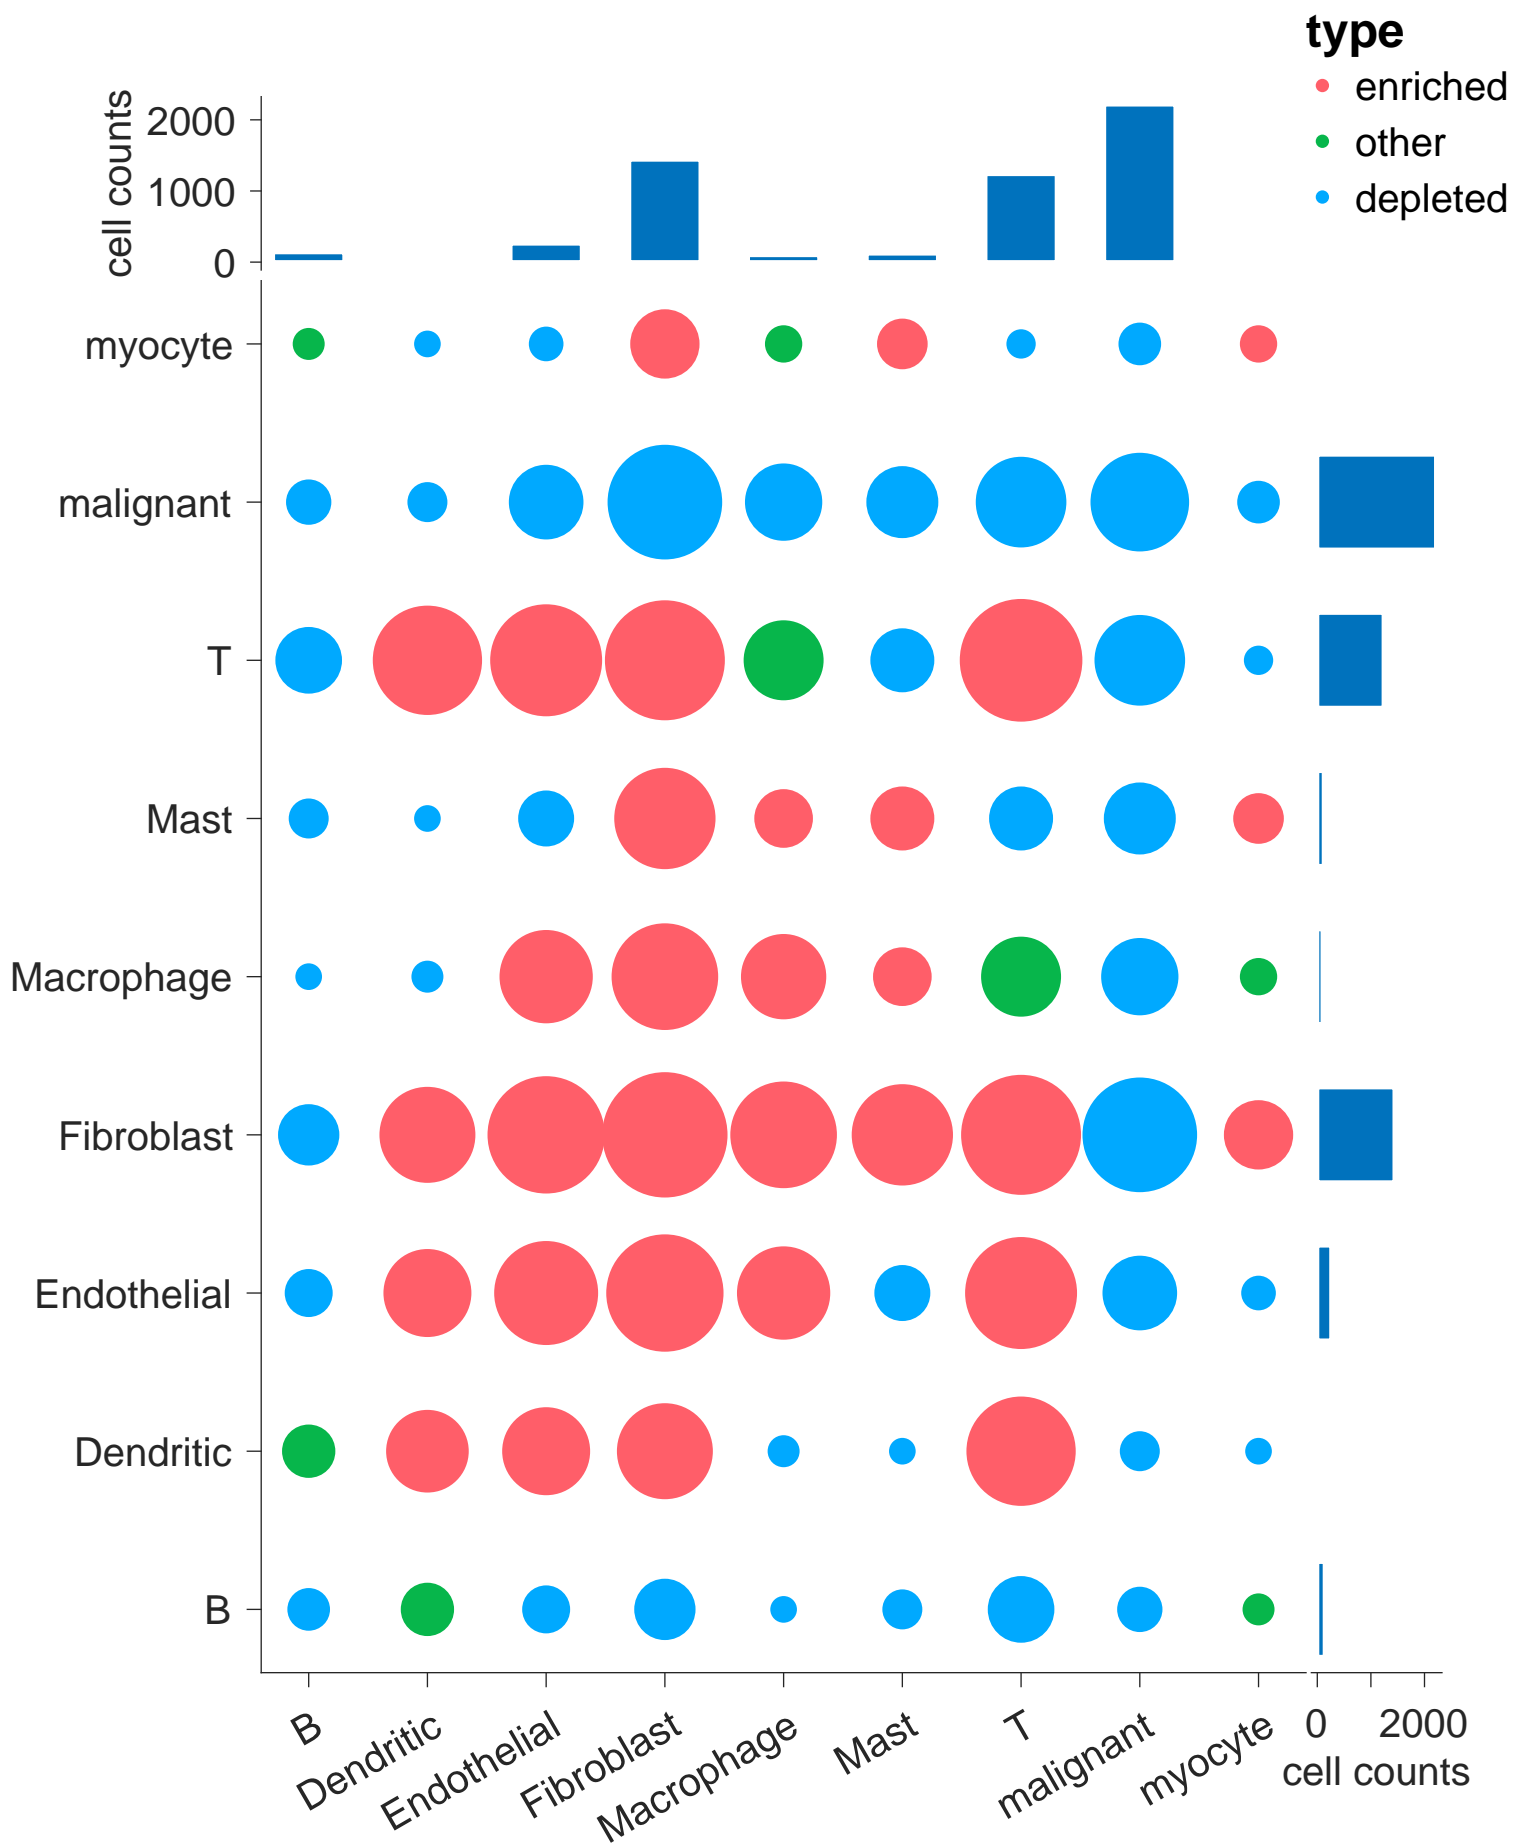 type
enriched
other
depleted
cell counts
2000
1000
0
myocyte
malignant
T
Mast
Macrophage
Fibroblast
Endothelial
Dendritic
B
B
Dendritic
Endothelial
Fibroblast
Macrophage
Mast
T
malignant
myocyte
0 2000
cell counts